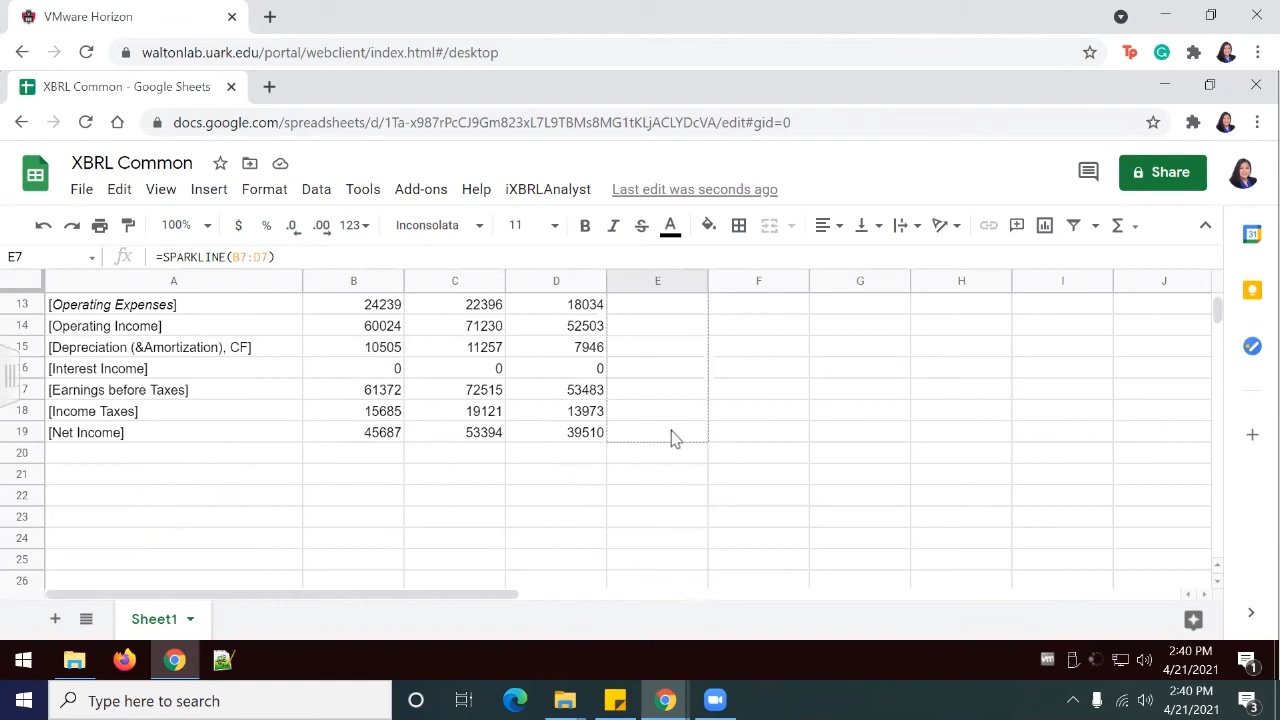 VMware Horizon
waltonlab.uark.edu/portal/webclient/index.html#/desktop
XBRL Common - Google Sheets
docs.google.com/spreadsheets/d/1Ta-x987rPcCJ9Gm823xL7L9TBMs8MG1tKLjACLYDcVA/edit#gid=0
XBRL Common
Share
File Edit View Insert Format Data Tools Add-ons Help iXBRLAnalyst Last edit was seconds ago
100% $ % .0 .00 123 Inconsolata 11 B I S A Σ
E7 fx =SPARKLINE(B7:D7)
A B C D E F G H I J
13 [Operating Expenses] 24239 22396 18034
14 [Operating Income] 60024 71230 52503
15 [Depreciation (&Amortization), CF] 10505 11257 7946
6 [Interest Income] 0 0 0
7 [Earnings before Taxes] 61372 72515 53483
18 [Income Taxes] 15685 19121 13973
19 [Net Income] 45687 53394 39510
20
21
22
23
24
25
26
Sheet1
2:40 PM
4/21/2021
1
Type here to search
2:40 PM
4/21/2021
3